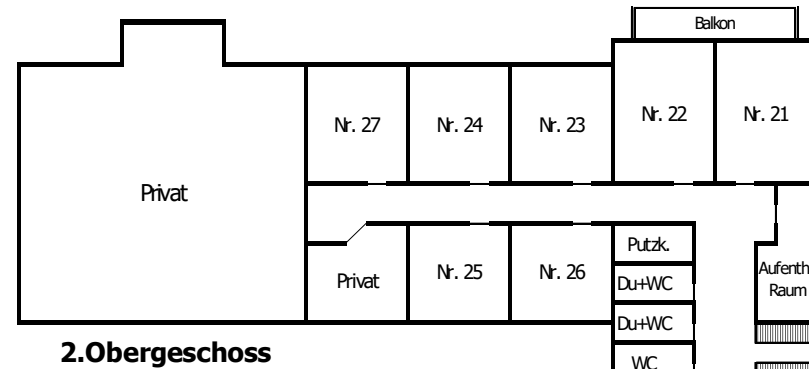 Balkon
Nr. 27
Nr. 24
Nr. 23
Nr. 22
Nr. 21
Privat
Privat
Nr. 25
Nr. 26
Putzk.
Du+WC
Du+WC
WC
Aufenth
Raum
2.Obergeschoss